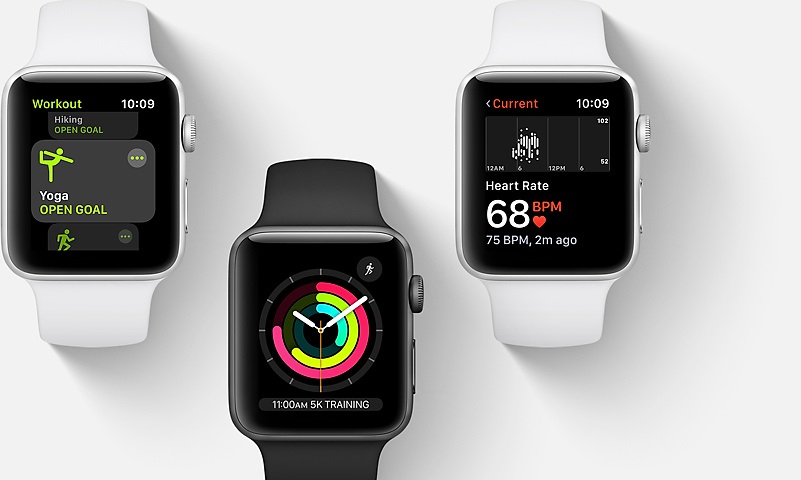 Workout 10:09
Hiking
OPEN GOAL
Yoga
OPEN GOAL
11:00AM 5K TRAINING
‹Current 10:09
102
52
12AM 6 12PM 6
Heart Rate
68 BPM
75 BPM, 2m ago